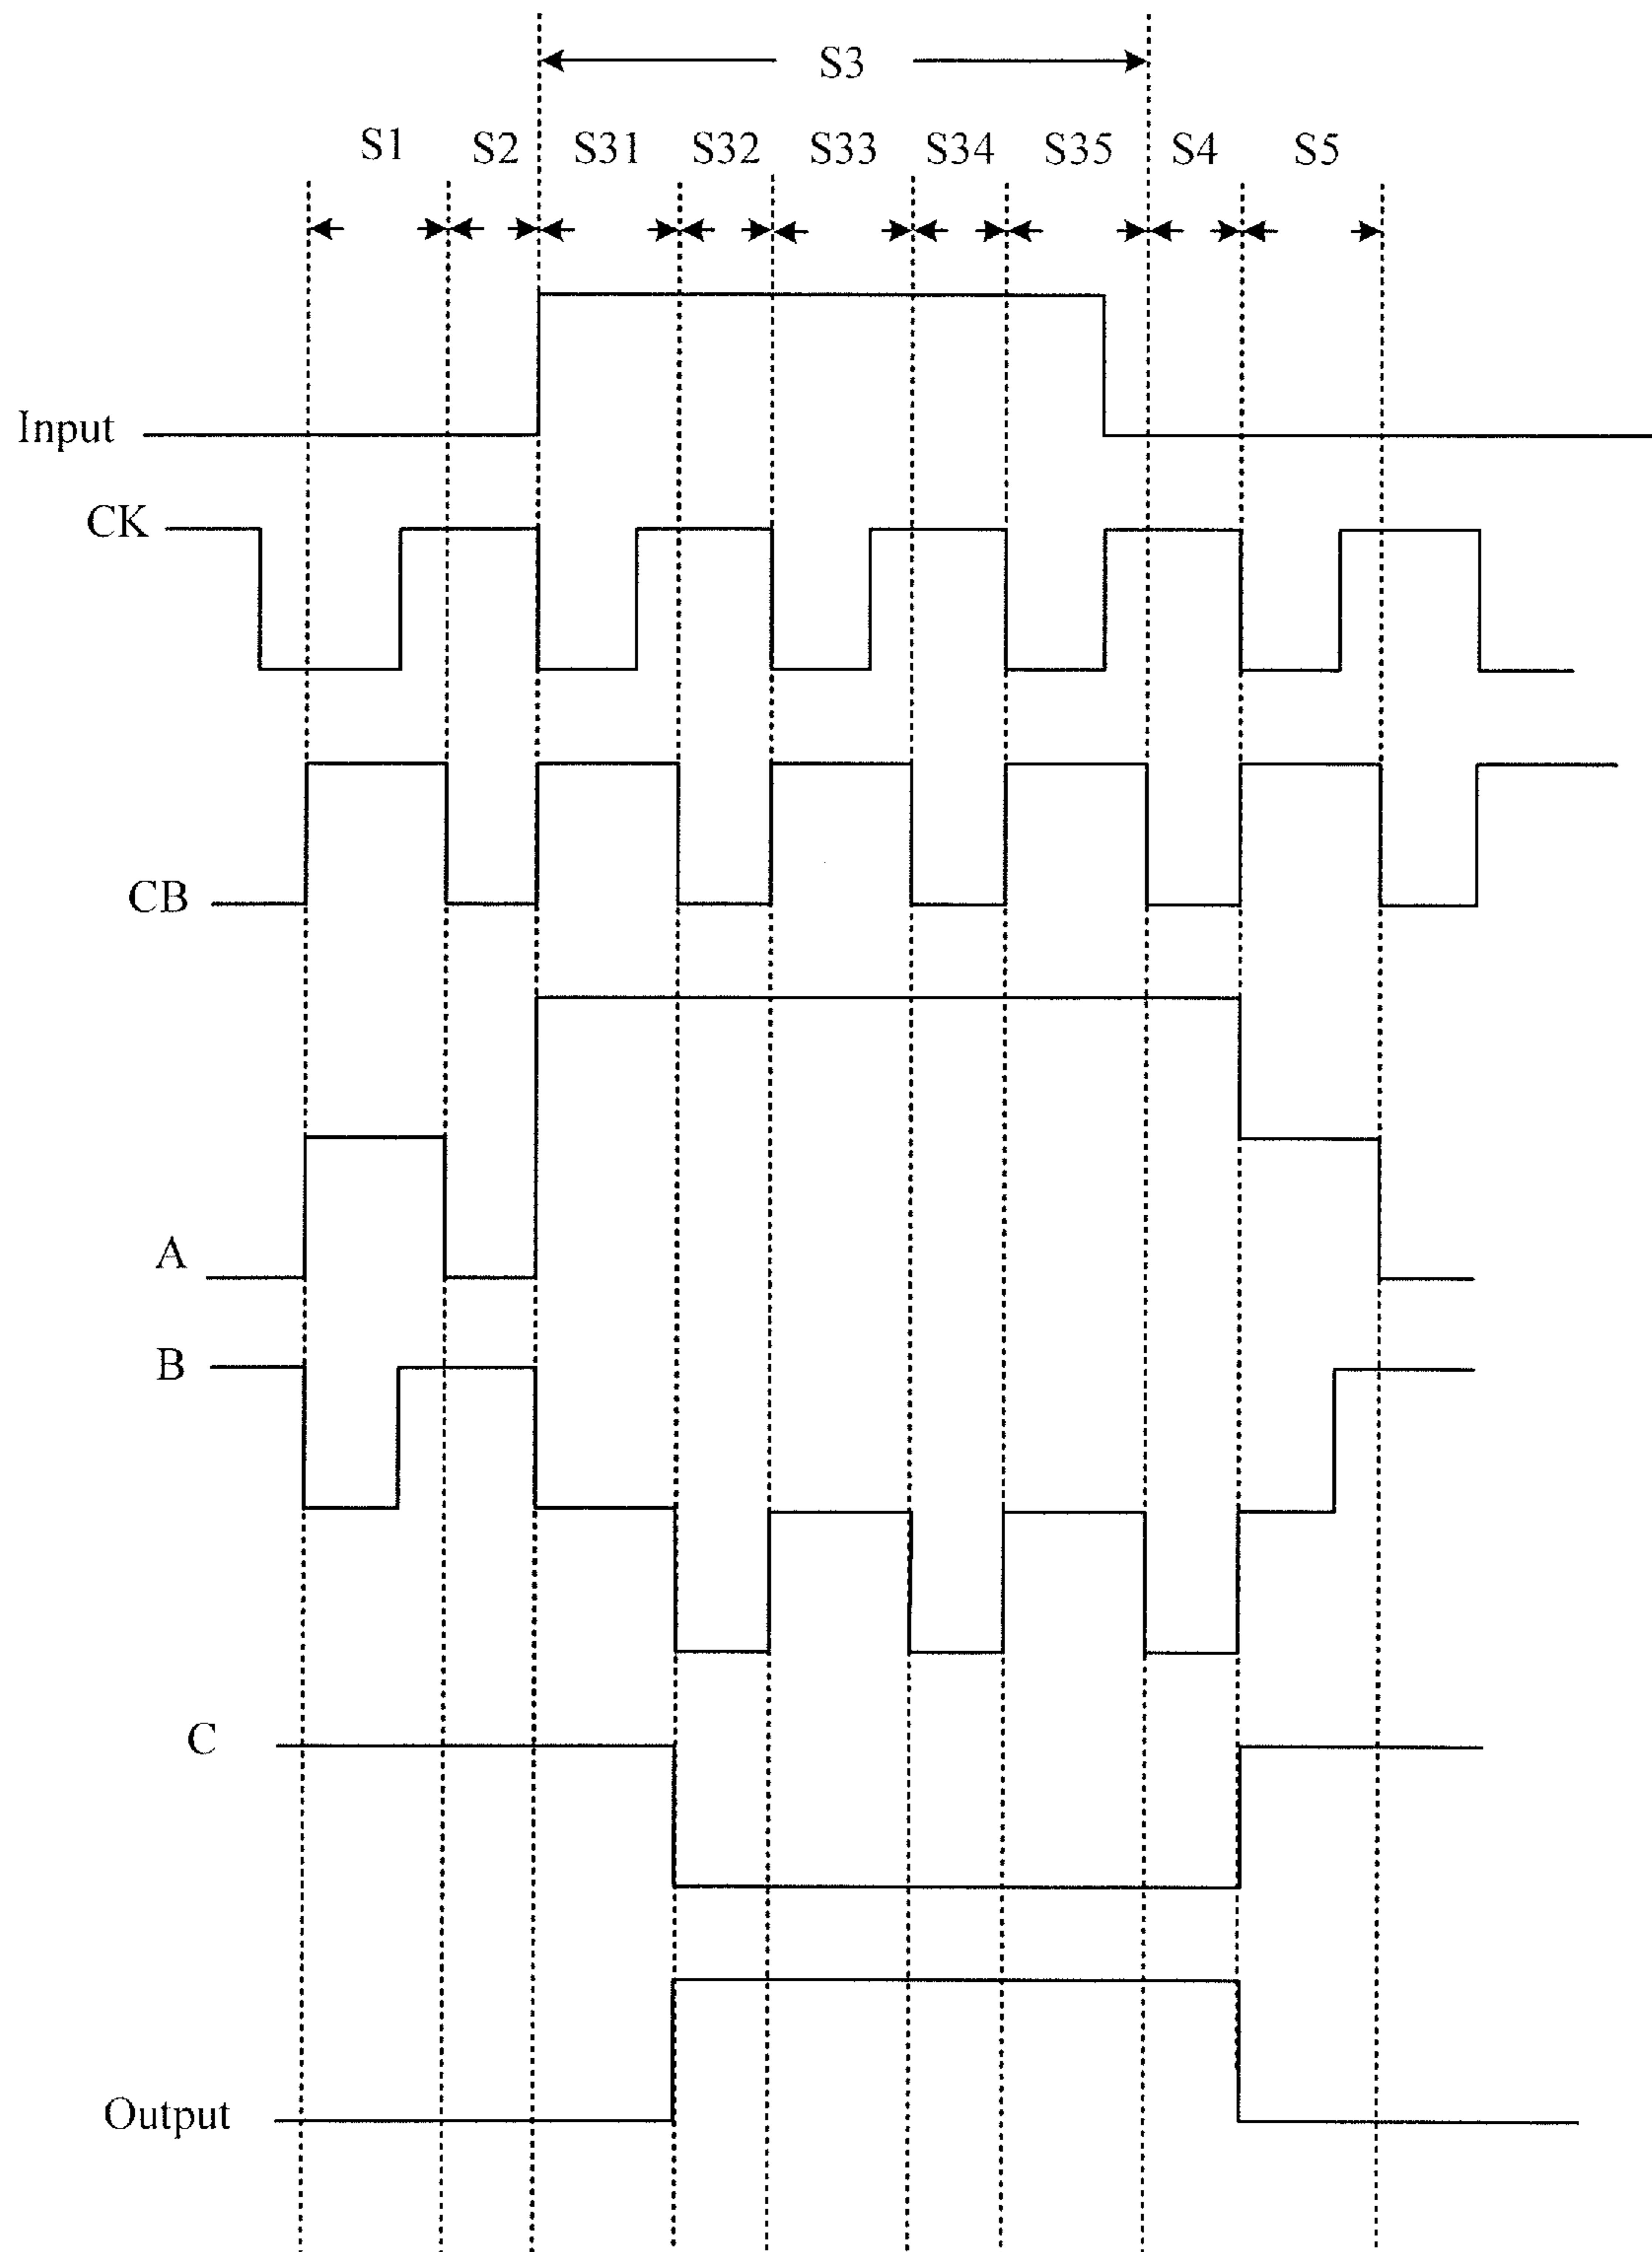 S3
S1 S2 S31 S32 S33 S34 S35 S4 S5
Input
CK
CB
A
B
C
Output